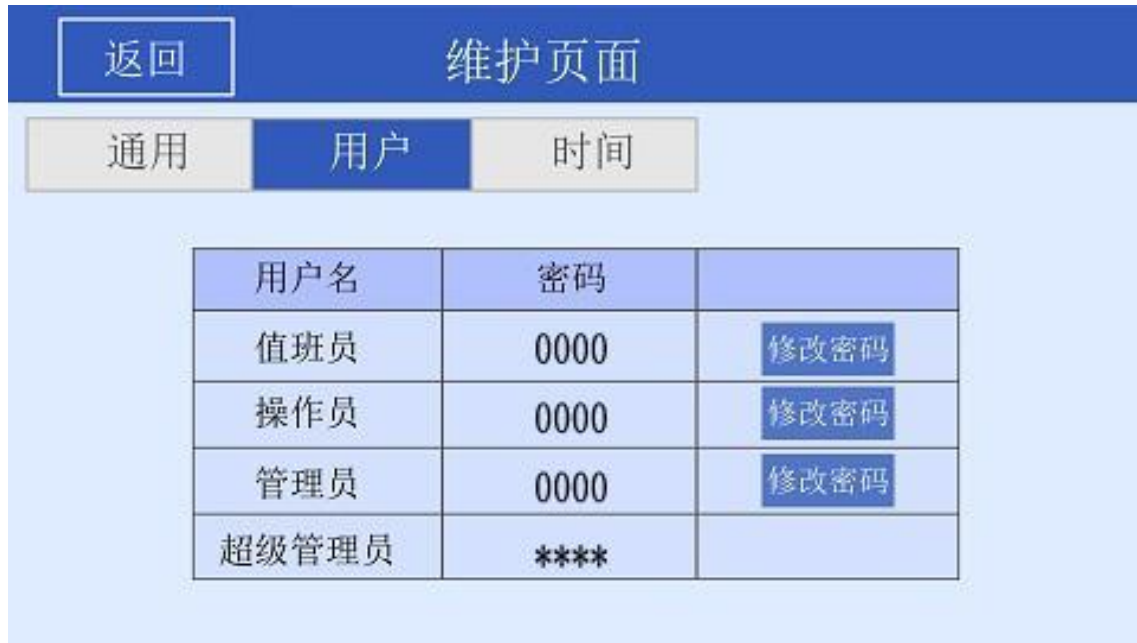 返回 维护页面
通用 用户 时间
用户名 密码
值班员 0000 修改密码
操作员 0000 修改密码
管理员 0000 修改密码
超级管理员 ****